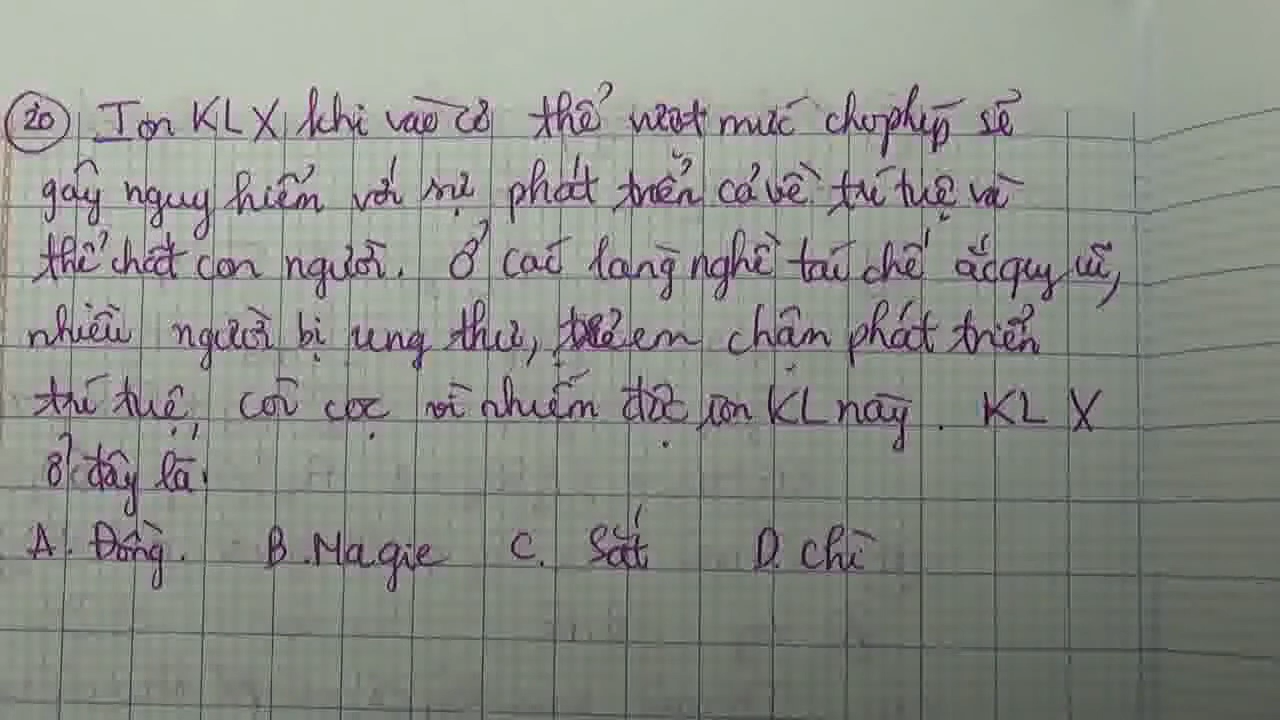 20 Ion KL X khi vào cơ thể vượt mức cho phép sẽ
gây nguy hiểm với sự phát triển cả về trí tuệ và
thể chất con người. Ở các làng nghề tái chế ắc quy cũ,
nhiều người bị ung thư, trẻ em chậm phát triển
trí tuệ, còi cọc vì nhiễm độc ion KL này. KL X
ở đây là
A. Đồng. B. Magie C. Sắt D. chì